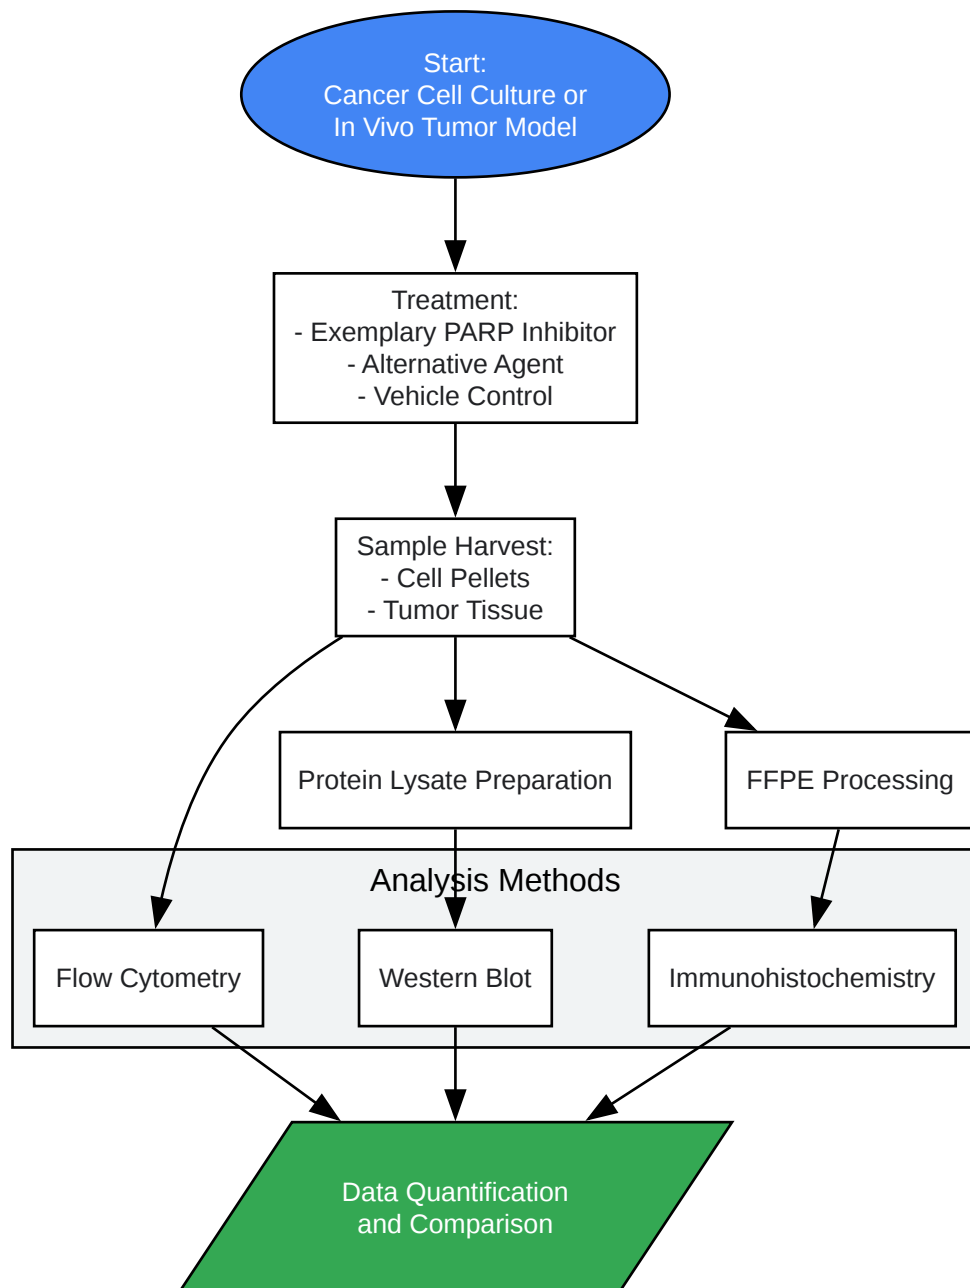 Start:
Cancer Cell Culture or
In Vivo Tumor Model
Treatment:
- Exemplary PARP Inhibitor
- Alternative Agent
- Vehicle Control
Sample Harvest:
- Cell Pellets
- Tumor Tissue
Protein Lysate Preparation
FFPE Processing
Analysis Methods
Flow Cytometry
Western Blot
Immunohistochemistry
Data Quantification
and Comparison